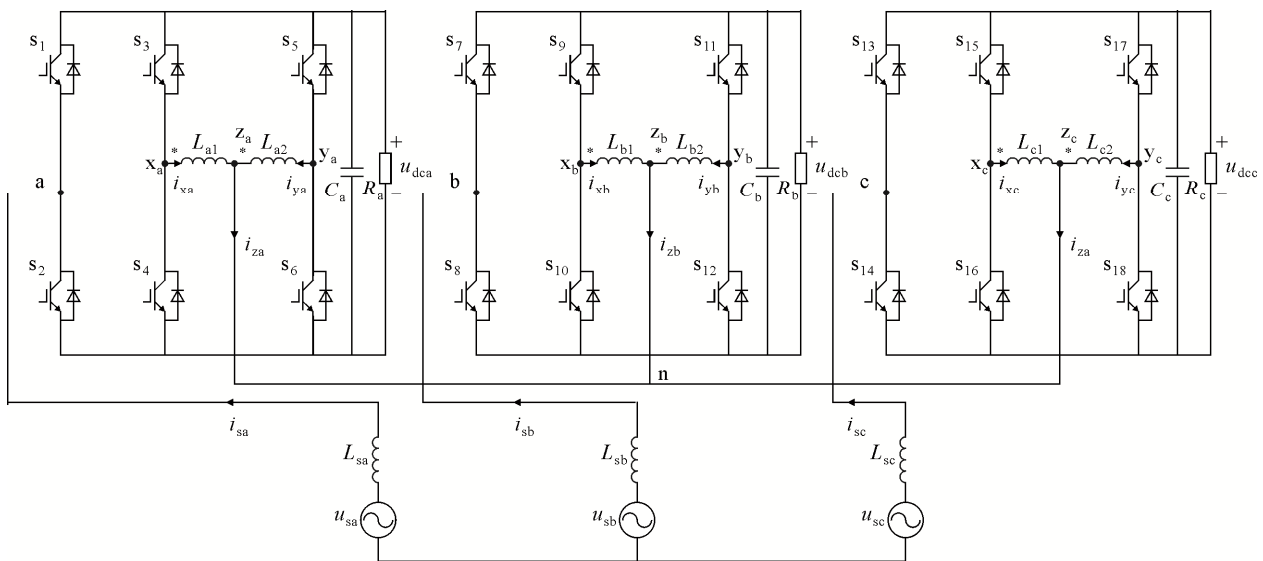 s1 s3 s5 s7 s9 s11 s13 s15 s17
xa * La1 za * La2 ya + udca − xb * Lb1 zb * Lb2 yb + udcb − xc * Lc1 zc * Lc2 yc + udcc −
a ixa iya Ca Ra b ixb iyb Cb Rb c ixc iyc Cc Rc
iza izb iza
s2 s4 s6 s8 s10 s12 s14 s16 s18
n
isa isb isc
Lsa Lsb Lsc
usa usb usc